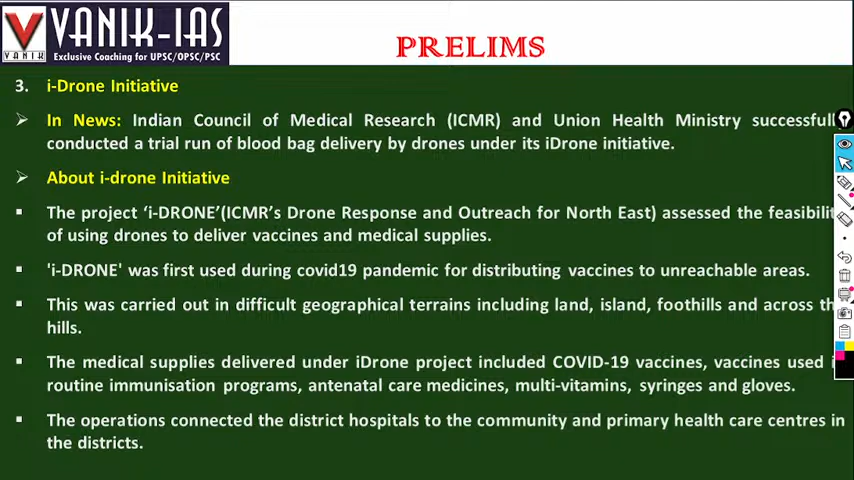 VANIK-IAS
VANIK
Exclusive Coaching for UPSC/OPSC/PSC
PRELIMS
3. i-Drone Initiative
➢ In News: Indian Council of Medical Research (ICMR) and Union Health Ministry successfull
conducted a trial run of blood bag delivery by drones under its iDrone initiative.
➢ About i-drone Initiative
▪ The project ‘i-DRONE’(ICMR’s Drone Response and Outreach for North East) assessed the feasibilit
of using drones to deliver vaccines and medical supplies.
▪ 'i-DRONE' was first used during covid19 pandemic for distributing vaccines to unreachable areas.
▪ This was carried out in difficult geographical terrains including land, island, foothills and across th
hills.
▪ The medical supplies delivered under iDrone project included COVID-19 vaccines, vaccines used i
routine immunisation programs, antenatal care medicines, multi-vitamins, syringes and gloves.
▪ The operations connected the district hospitals to the community and primary health care centres in
the districts.